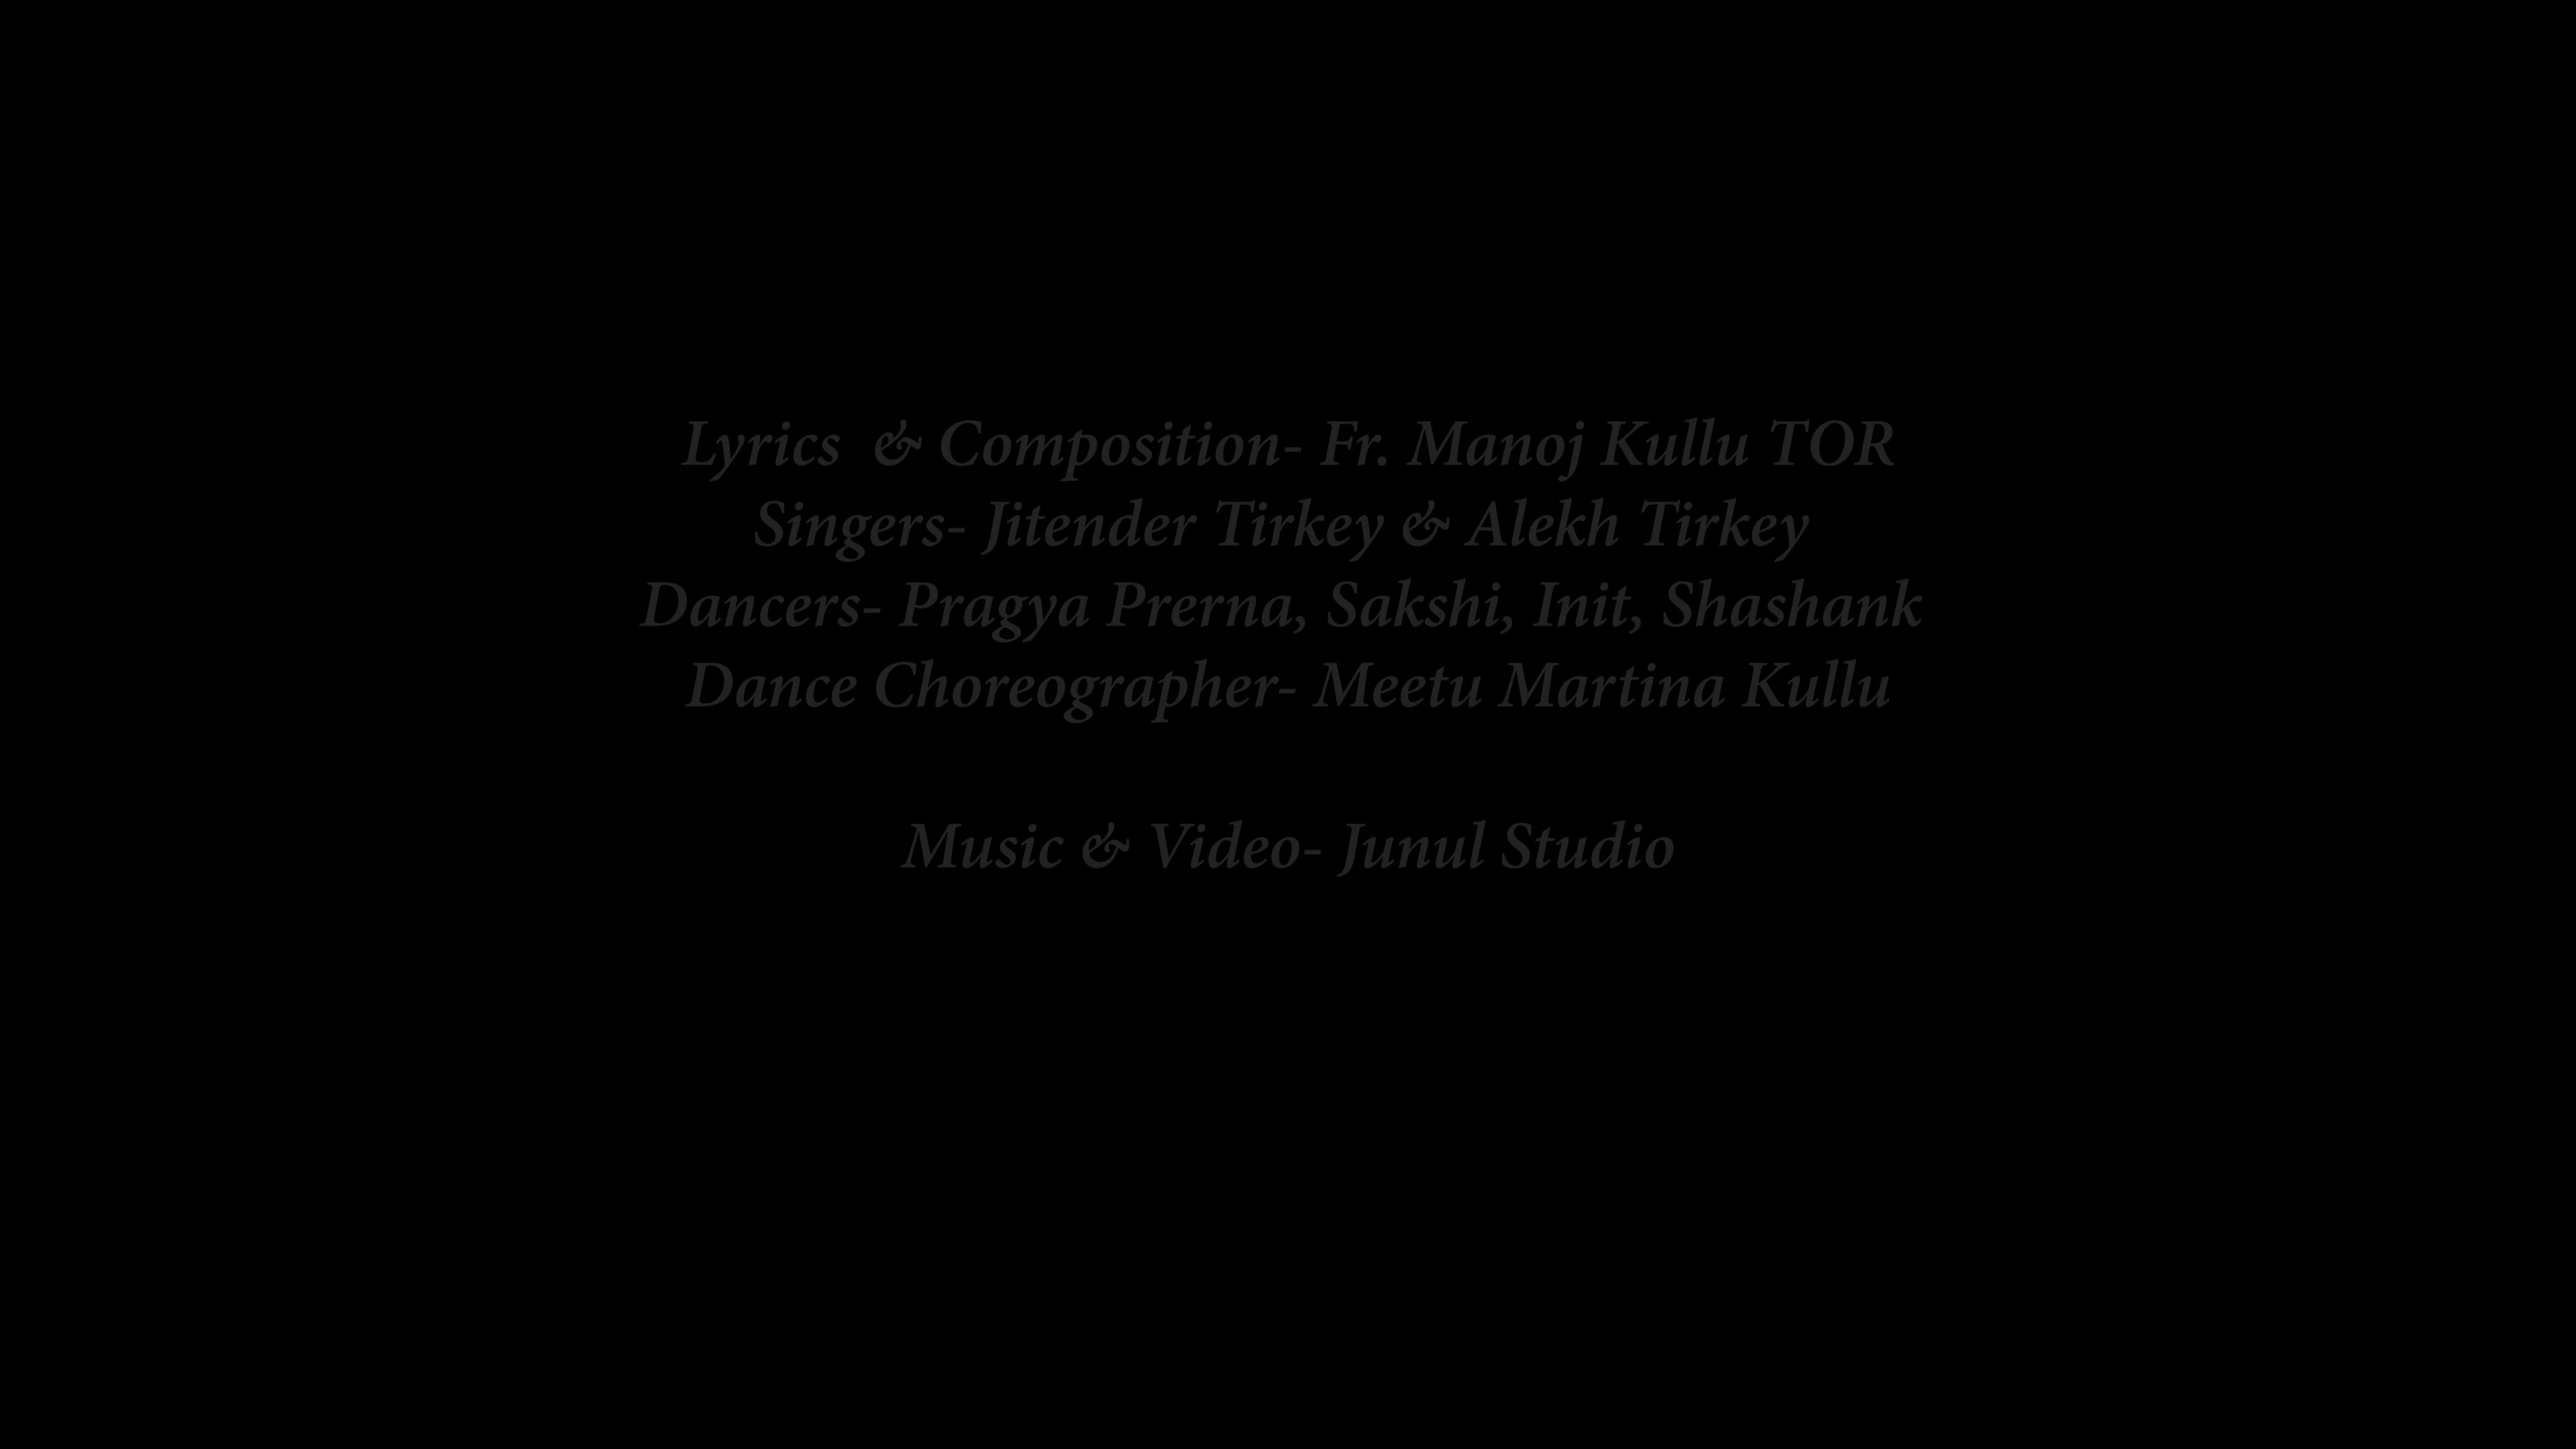 Lyrics  & Composition- Fr. Manoj Kullu TOR
Singers- Jitender Tirkey & Alekh Tirkey
Dancers- Pragya Prerna, Sakshi, Init, Shashank
Dance Choreographer- Meetu Martina Kullu
Music & Video- Junul Studio